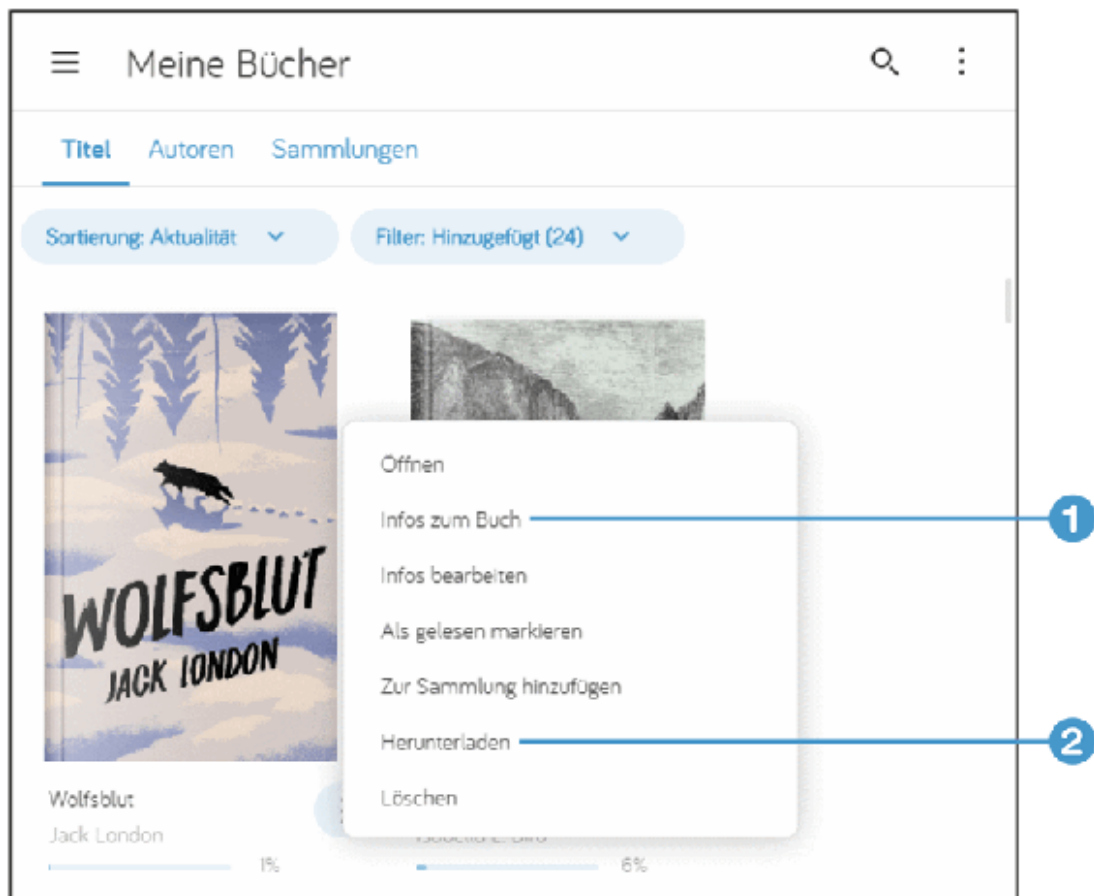 Meine Bücher
Titel Autoren Sammlungen
Sortierung: Aktualität Filter: Hinzugefügt (24)
WOLFSBLUT
JACK LONDON
Öffnen
Infos zum Buch 1
Infos bearbeiten
Als gelesen markieren
Zur Sammlung hinzufügen
Herunterladen 2
Löschen
Wolfsblut
Jack London
1% 6%